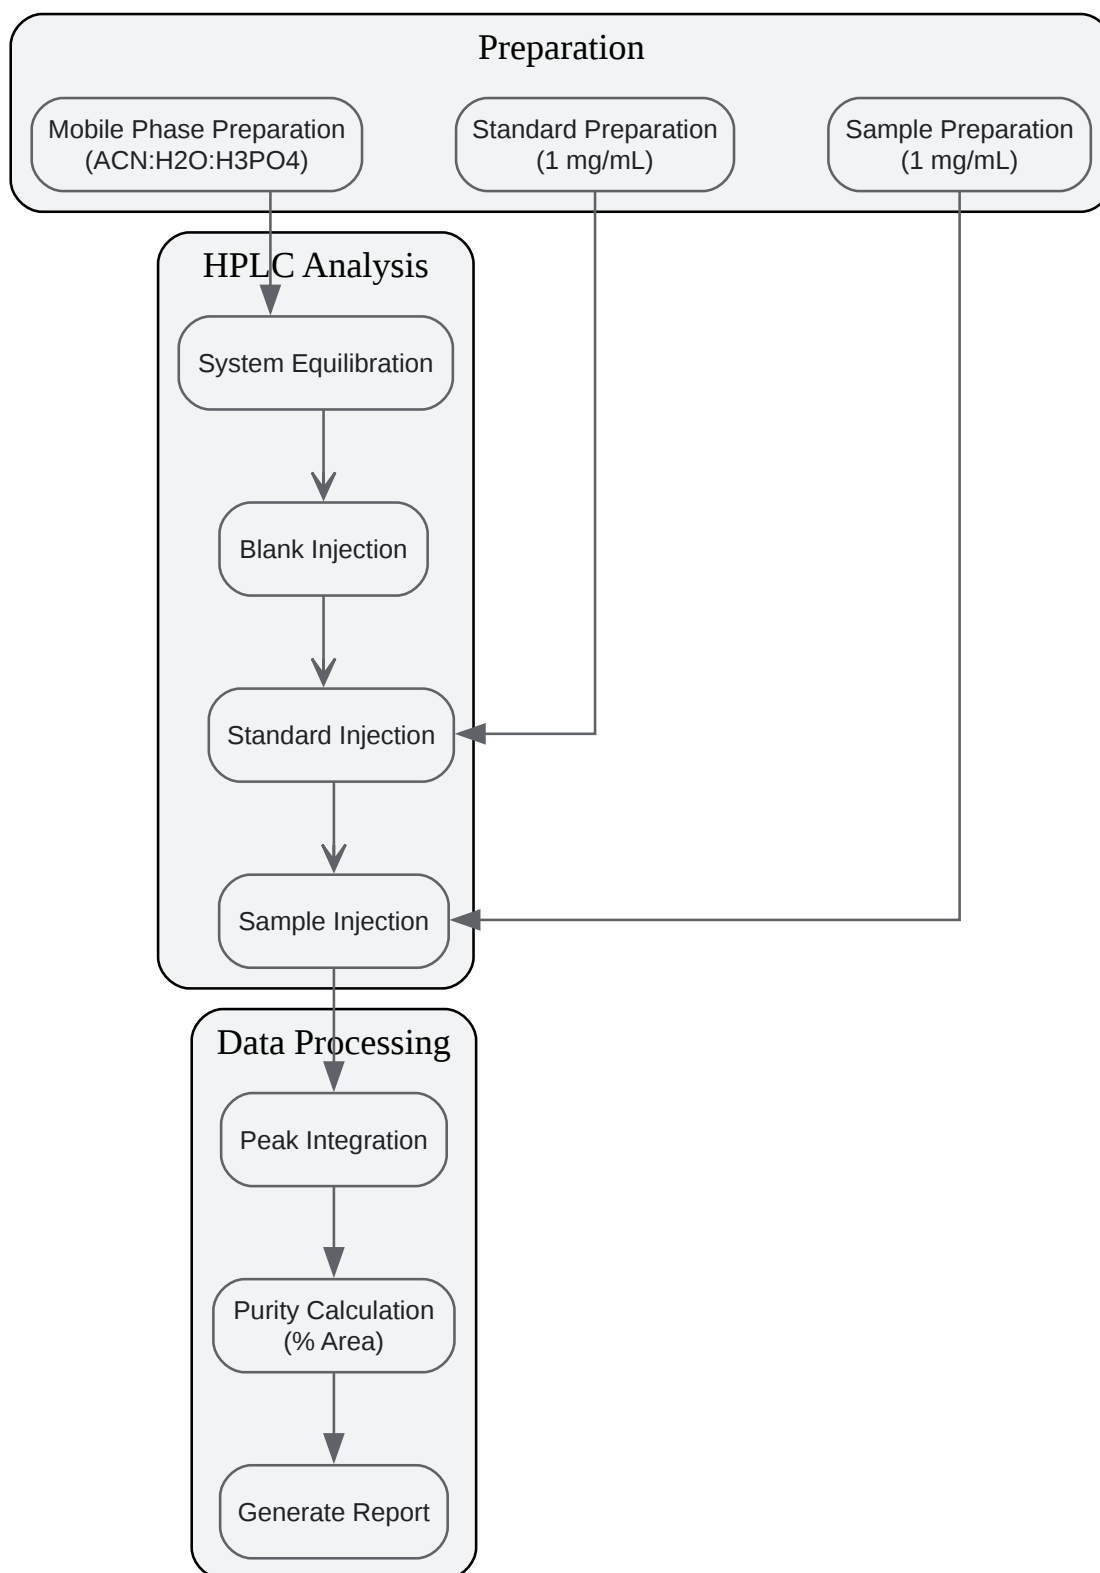 Preparation
Mobile Phase Preparation
(ACN:H2O:H3PO4)
Standard Preparation
(1 mg/mL)
Sample Preparation
(1 mg/mL)
HPLC Analysis
System Equilibration
Blank Injection
Standard Injection
Sample Injection
Data Processing
Peak Integration
Purity Calculation
(% Area)
Generate Report